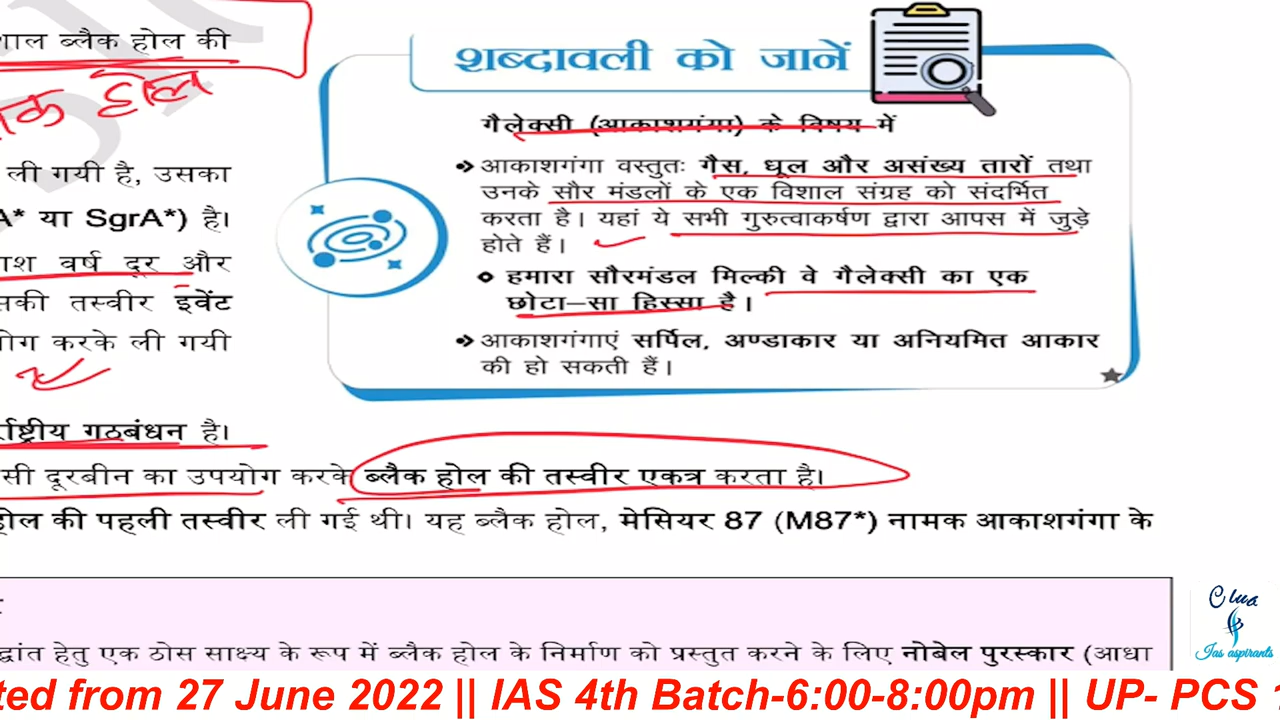 शाल ब्लैक होल की
होल
शब्दावली को जानें
गैलेक्सी (आकाशगंगा) के विषय में
आकाशगंगा वस्तुतः गैस, धूल और असंख्य तारों तथा
उनके सौर मंडलों के एक विशाल संग्रह को संदर्भित
करता है। यहां ये सभी गुरुत्वाकर्षण द्वारा आपस में जुड़े
होते हैं।
हमारा सौरमंडल मिल्की वे गैलेक्सी का एक
छोटा–सा हिस्सा है।
आकाशगंगाएं सर्पिल, अण्डाकार या अनियमित आकार
की हो सकती हैं।
ली गयी है, उसका
A* या SgrA*) है।
वर्ष दूर और
तस्वीर इवेंट
करके ली गयी
गठबंधन है।
सी दूरबीन का उपयोग करके ब्लैक होल की तस्वीर एकत्र करता है।
होल की पहली तस्वीर ली गई थी। यह ब्लैक होल, मेसियर 87 (M87*) नामक आकाशगंगा के
हेतु एक ठोस साक्ष्य के रूप में ब्लैक होल के निर्माण को प्रस्तुत करने के लिए नोबेल पुरस्कार (आधा
Clue
Ias aspirants
ted from 27 June 2022 || IAS 4th Batch-6:00-8:00pm || UP- PCS 1